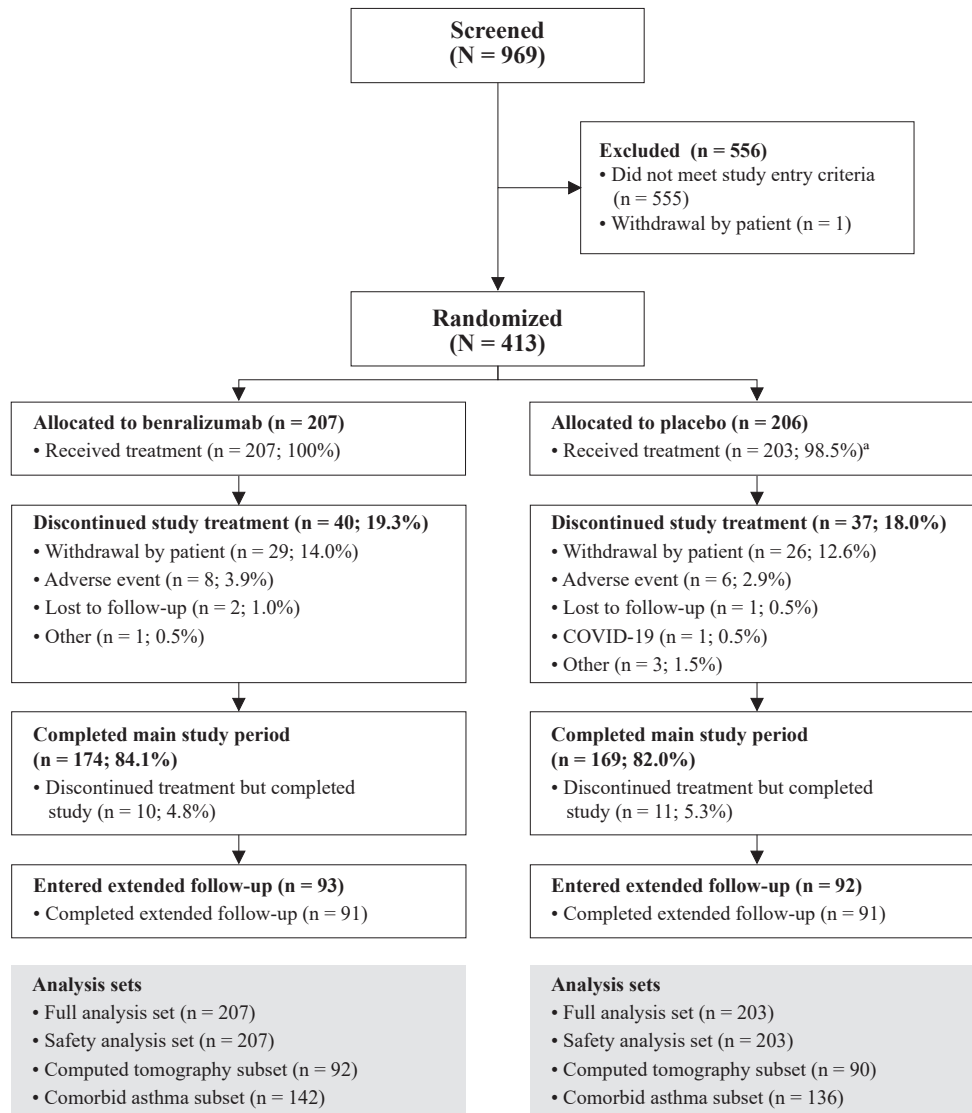 Screened
(N = 969)
Excluded (n = 556)
• Did not meet study entry criteria
(n = 555)
• Withdrawal by patient (n = 1)
Randomized
(N = 413)
Allocated to benralizumab (n = 207)
• Received treatment (n = 207; 100%)
Allocated to placebo (n = 206)
• Received treatment (n = 203; 98.5%)ᵃ
Discontinued study treatment (n = 40; 19.3%)
• Withdrawal by patient (n = 29; 14.0%)
• Adverse event (n = 8; 3.9%)
• Lost to follow-up (n = 2; 1.0%)
• Other (n = 1; 0.5%)
Discontinued study treatment (n = 37; 18.0%)
• Withdrawal by patient (n = 26; 12.6%)
• Adverse event (n = 6; 2.9%)
• Lost to follow-up (n = 1; 0.5%)
• COVID-19 (n = 1; 0.5%)
• Other (n = 3; 1.5%)
Completed main study period
(n = 174; 84.1%)
• Discontinued treatment but completed
study (n = 10; 4.8%)
Completed main study period
(n = 169; 82.0%)
• Discontinued treatment but completed
study (n = 11; 5.3%)
Entered extended follow-up (n = 93)
• Completed extended follow-up (n = 91)
Entered extended follow-up (n = 92)
• Completed extended follow-up (n = 91)
Analysis sets
• Full analysis set (n = 207)
• Safety analysis set (n = 207)
• Computed tomography subset (n = 92)
• Comorbid asthma subset (n = 142)
Analysis sets
• Full analysis set (n = 203)
• Safety analysis set (n = 203)
• Computed tomography subset (n = 90)
• Comorbid asthma subset (n = 136)